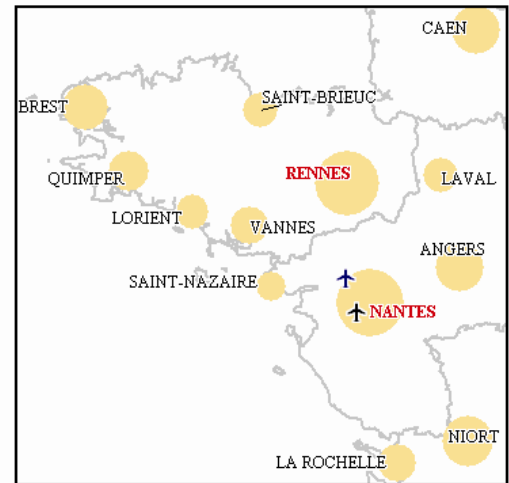 CAEN
SAINT-BRIEUC
BREST
RENNES
QUIMPER
LAVAL
LORIENT
VANNES
ANGERS
SAINT-NAZAIRE
NANTES
NIORT
LA ROCHELLE